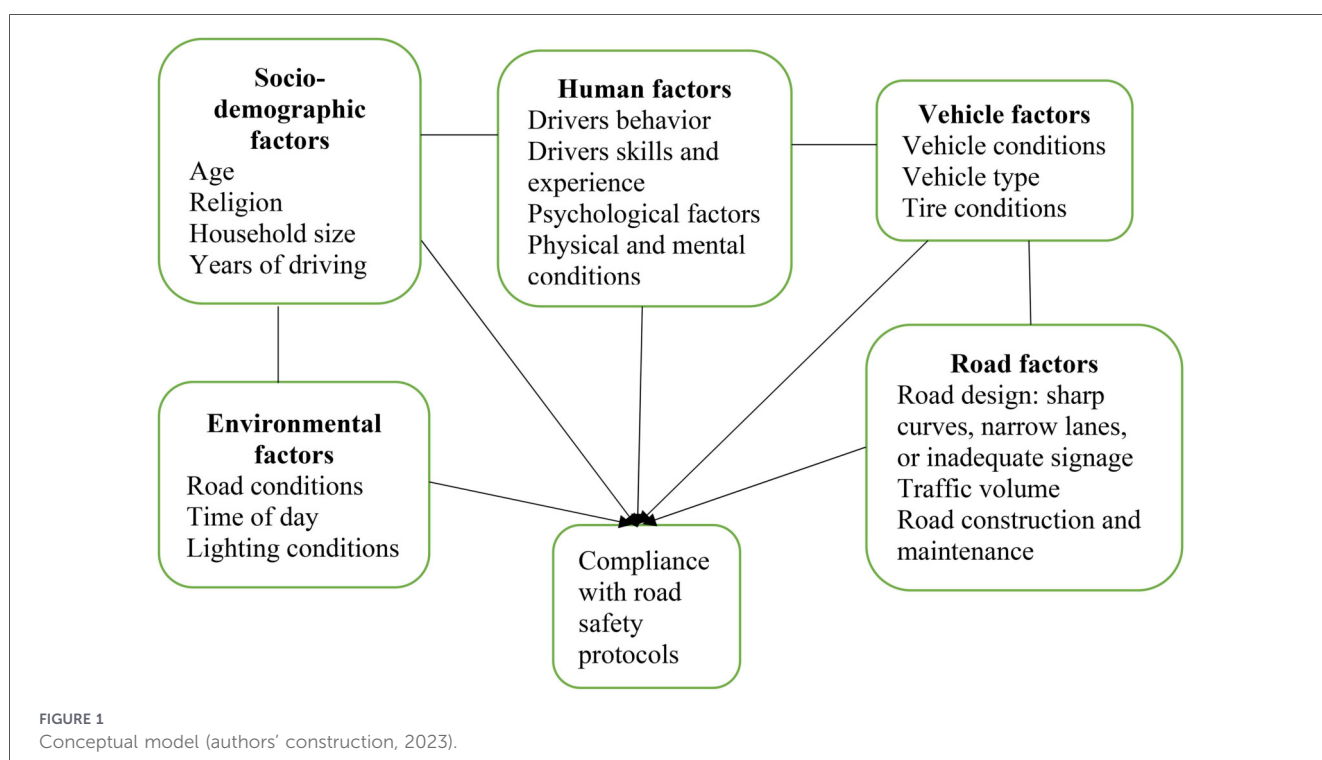 Socio-
demographic
factors
Age
Religion
Household size
Years of driving
Human factors
Drivers behavior
Drivers skills and
experience
Psychological factors
Physical and mental
conditions
Vehicle factors
Vehicle conditions
Vehicle type
Tire conditions
Environmental
factors
Road conditions
Time of day
Lighting conditions
Compliance
with road
safety
protocols
Road factors
Road design: sharp
curves, narrow lanes,
or inadequate signage
Traffic volume
Road construction and
maintenance
FIGURE 1
Conceptual model (authors’ construction, 2023).